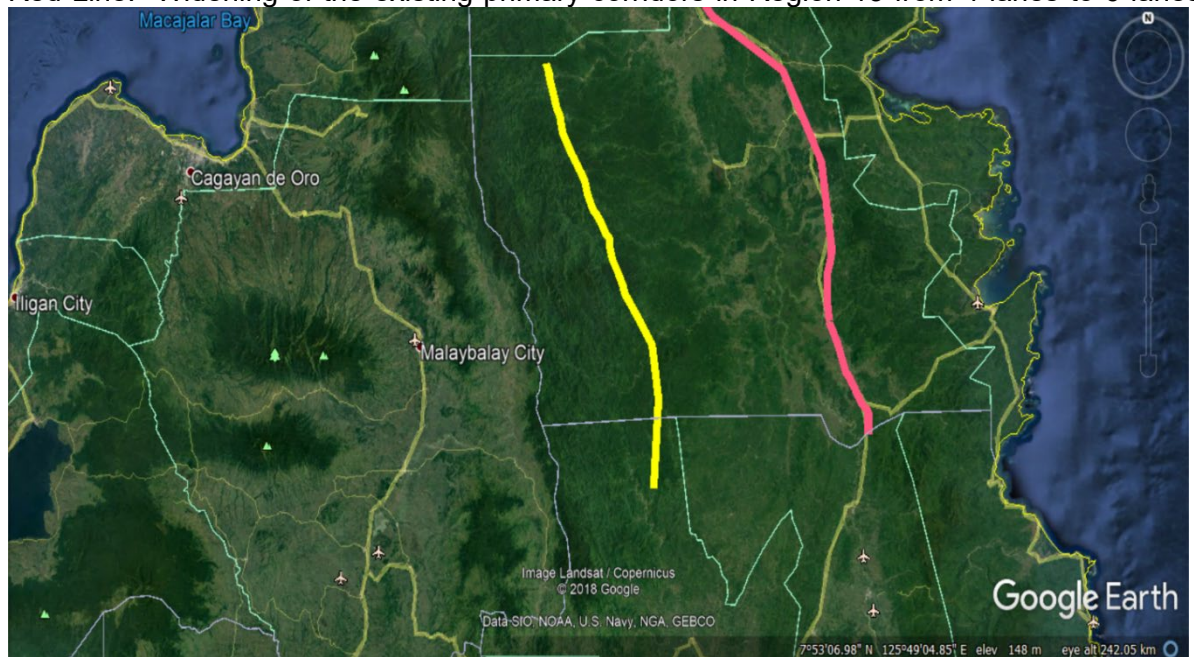 Red Line: Widening of the existing primary corridors in Region 13 from 4 lanes to 6 lanes
Macajalar Bay
N
Cagayan de Oro
Iligan City
Malaybalay City
Image Landsat / Copernicus
© 2018 Google
Data SIO, NOAA, U.S. Navy, NGA, GEBCO
Google Earth
7°53'06.98" N 125°49'04.85" E elev 148 m eye alt 242.05 km